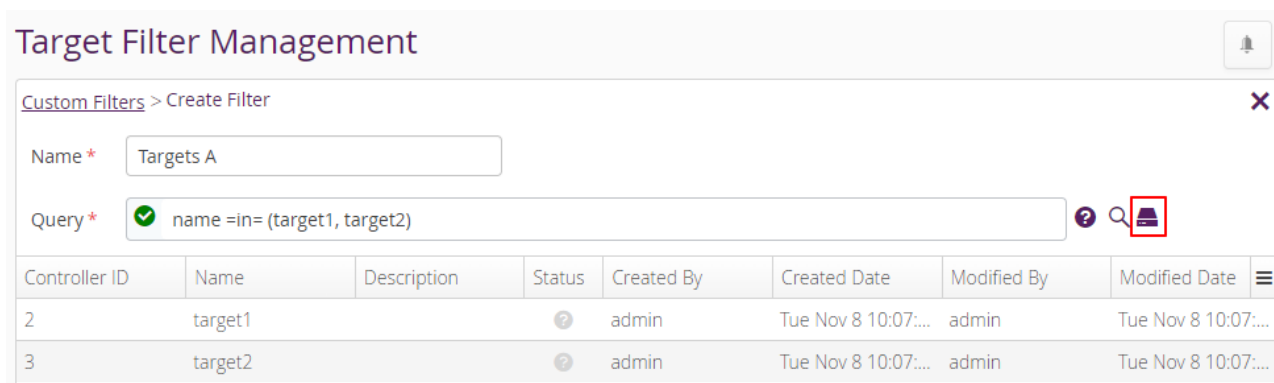 Target Filter Management
Custom Filters > Create Filter
Name * Targets A
Query * name =in= (target1, target2)
Controller ID Name Description Status Created By Created Date Modified By Modified Date
2 target1 admin Tue Nov 8 10:07:... admin Tue Nov 8 10:07:...
3 target2 admin Tue Nov 8 10:07:... admin Tue Nov 8 10:07:...